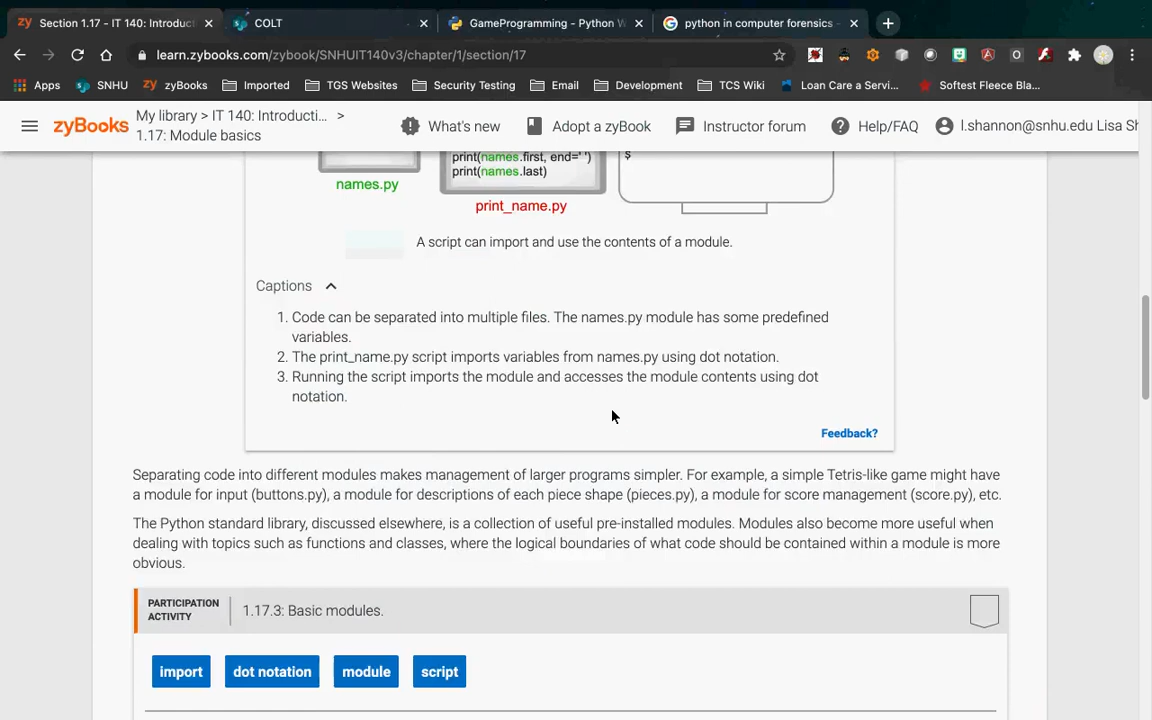 Section 1.17 - IT 140: Introduct
COLT
GameProgramming - Python W
python in computer forensics -
learn.zybooks.com/zybook/SNHUIT140v3/chapter/1/section/17
Apps
SNHU
zyBooks
Imported
TGS Websites
Security Testing
Email
Development
TCS Wiki
Loan Care a Servi...
Softest Fleece Bla...
zyBooks
My library > IT 140: Introducti... >
1.17: Module basics
What's new
Adopt a zyBook
Instructor forum
Help/FAQ
l.shannon@snhu.edu Lisa Sh
print(names.first, end=' ')
print(names.last)
$
names.py
print_name.py
A script can import and use the contents of a module.
Captions
1. Code can be separated into multiple files. The names.py module has some predefined
variables.
2. The print_name.py script imports variables from names.py using dot notation.
3. Running the script imports the module and accesses the module contents using dot
notation.
Feedback?
Separating code into different modules makes management of larger programs simpler. For example, a simple Tetris-like game might have
a module for input (buttons.py), a module for descriptions of each piece shape (pieces.py), a module for score management (score.py), etc.
The Python standard library, discussed elsewhere, is a collection of useful pre-installed modules. Modules also become more useful when
dealing with topics such as functions and classes, where the logical boundaries of what code should be contained within a module is more
obvious.
PARTICIPATION
ACTIVITY
1.17.3: Basic modules.
import
dot notation
module
script